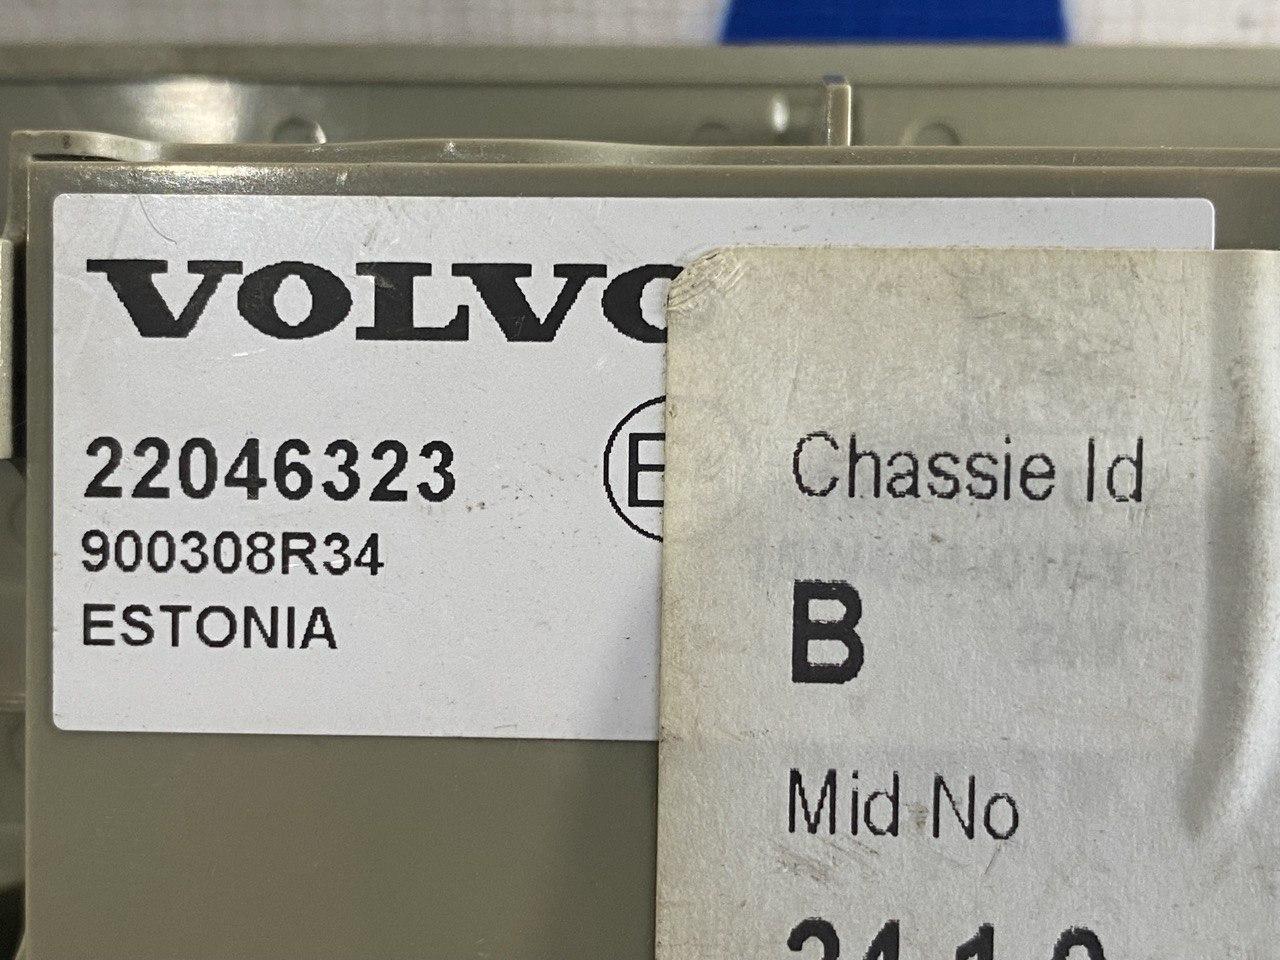 VOLVO
22046323
900308R34
ESTONIA
E
Chassie Id
B
Mid No